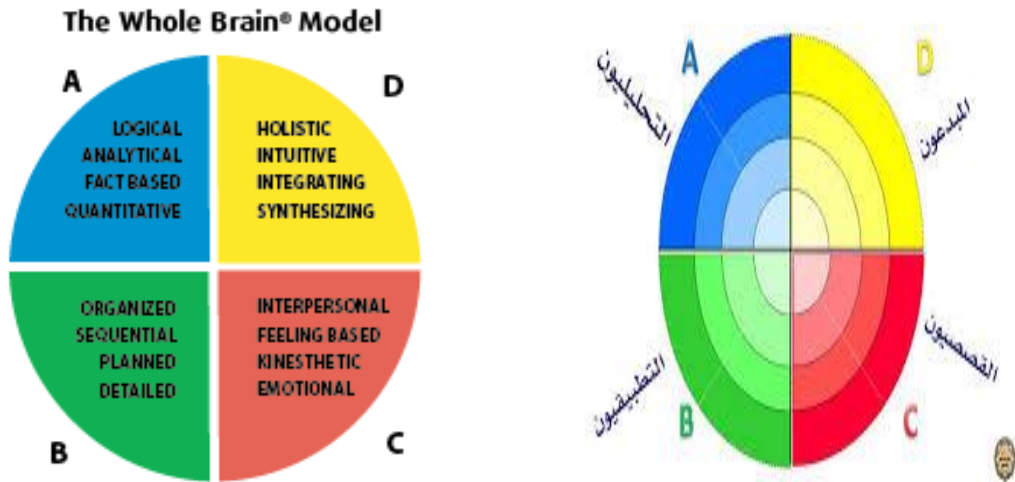 The Whole Brain® Model
A
D
LOGICAL
ANALYTICAL
FACT BASED
QUANTITATIVE
HOLISTIC
INTUITIVE
INTEGRATING
SYNTHESIZING
ORGANIZED
SEQUENTIAL
PLANNED
DETAILED
INTERPERSONAL
FEELING BASED
KINESTHETIC
EMOTIONAL
B
C
A
D
التحليليون
المبدعون
التطبيقيون
القصصيون
B
C